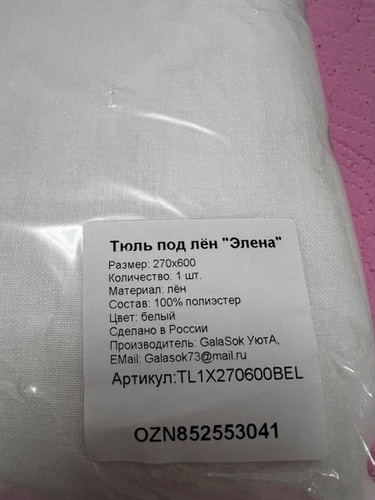 Тюль под лён "Элена"
Размер: 270х600
Количество: 1 шт.
Материал: лён
Состав: 100% полиэстер
Цвет: белый
Сделано в России
Производитель: GalaSok УютА,
EMail: Galasok73@mail.ru
Артикул:TL1X270600BEL
OZN852553041